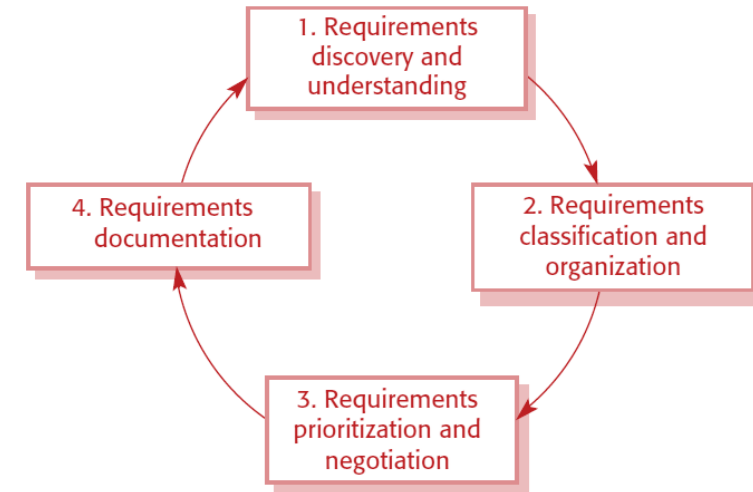 1. Requirements
discovery and
understanding
2. Requirements
classification and
organization
3. Requirements
prioritization and
negotiation
4. Requirements
documentation